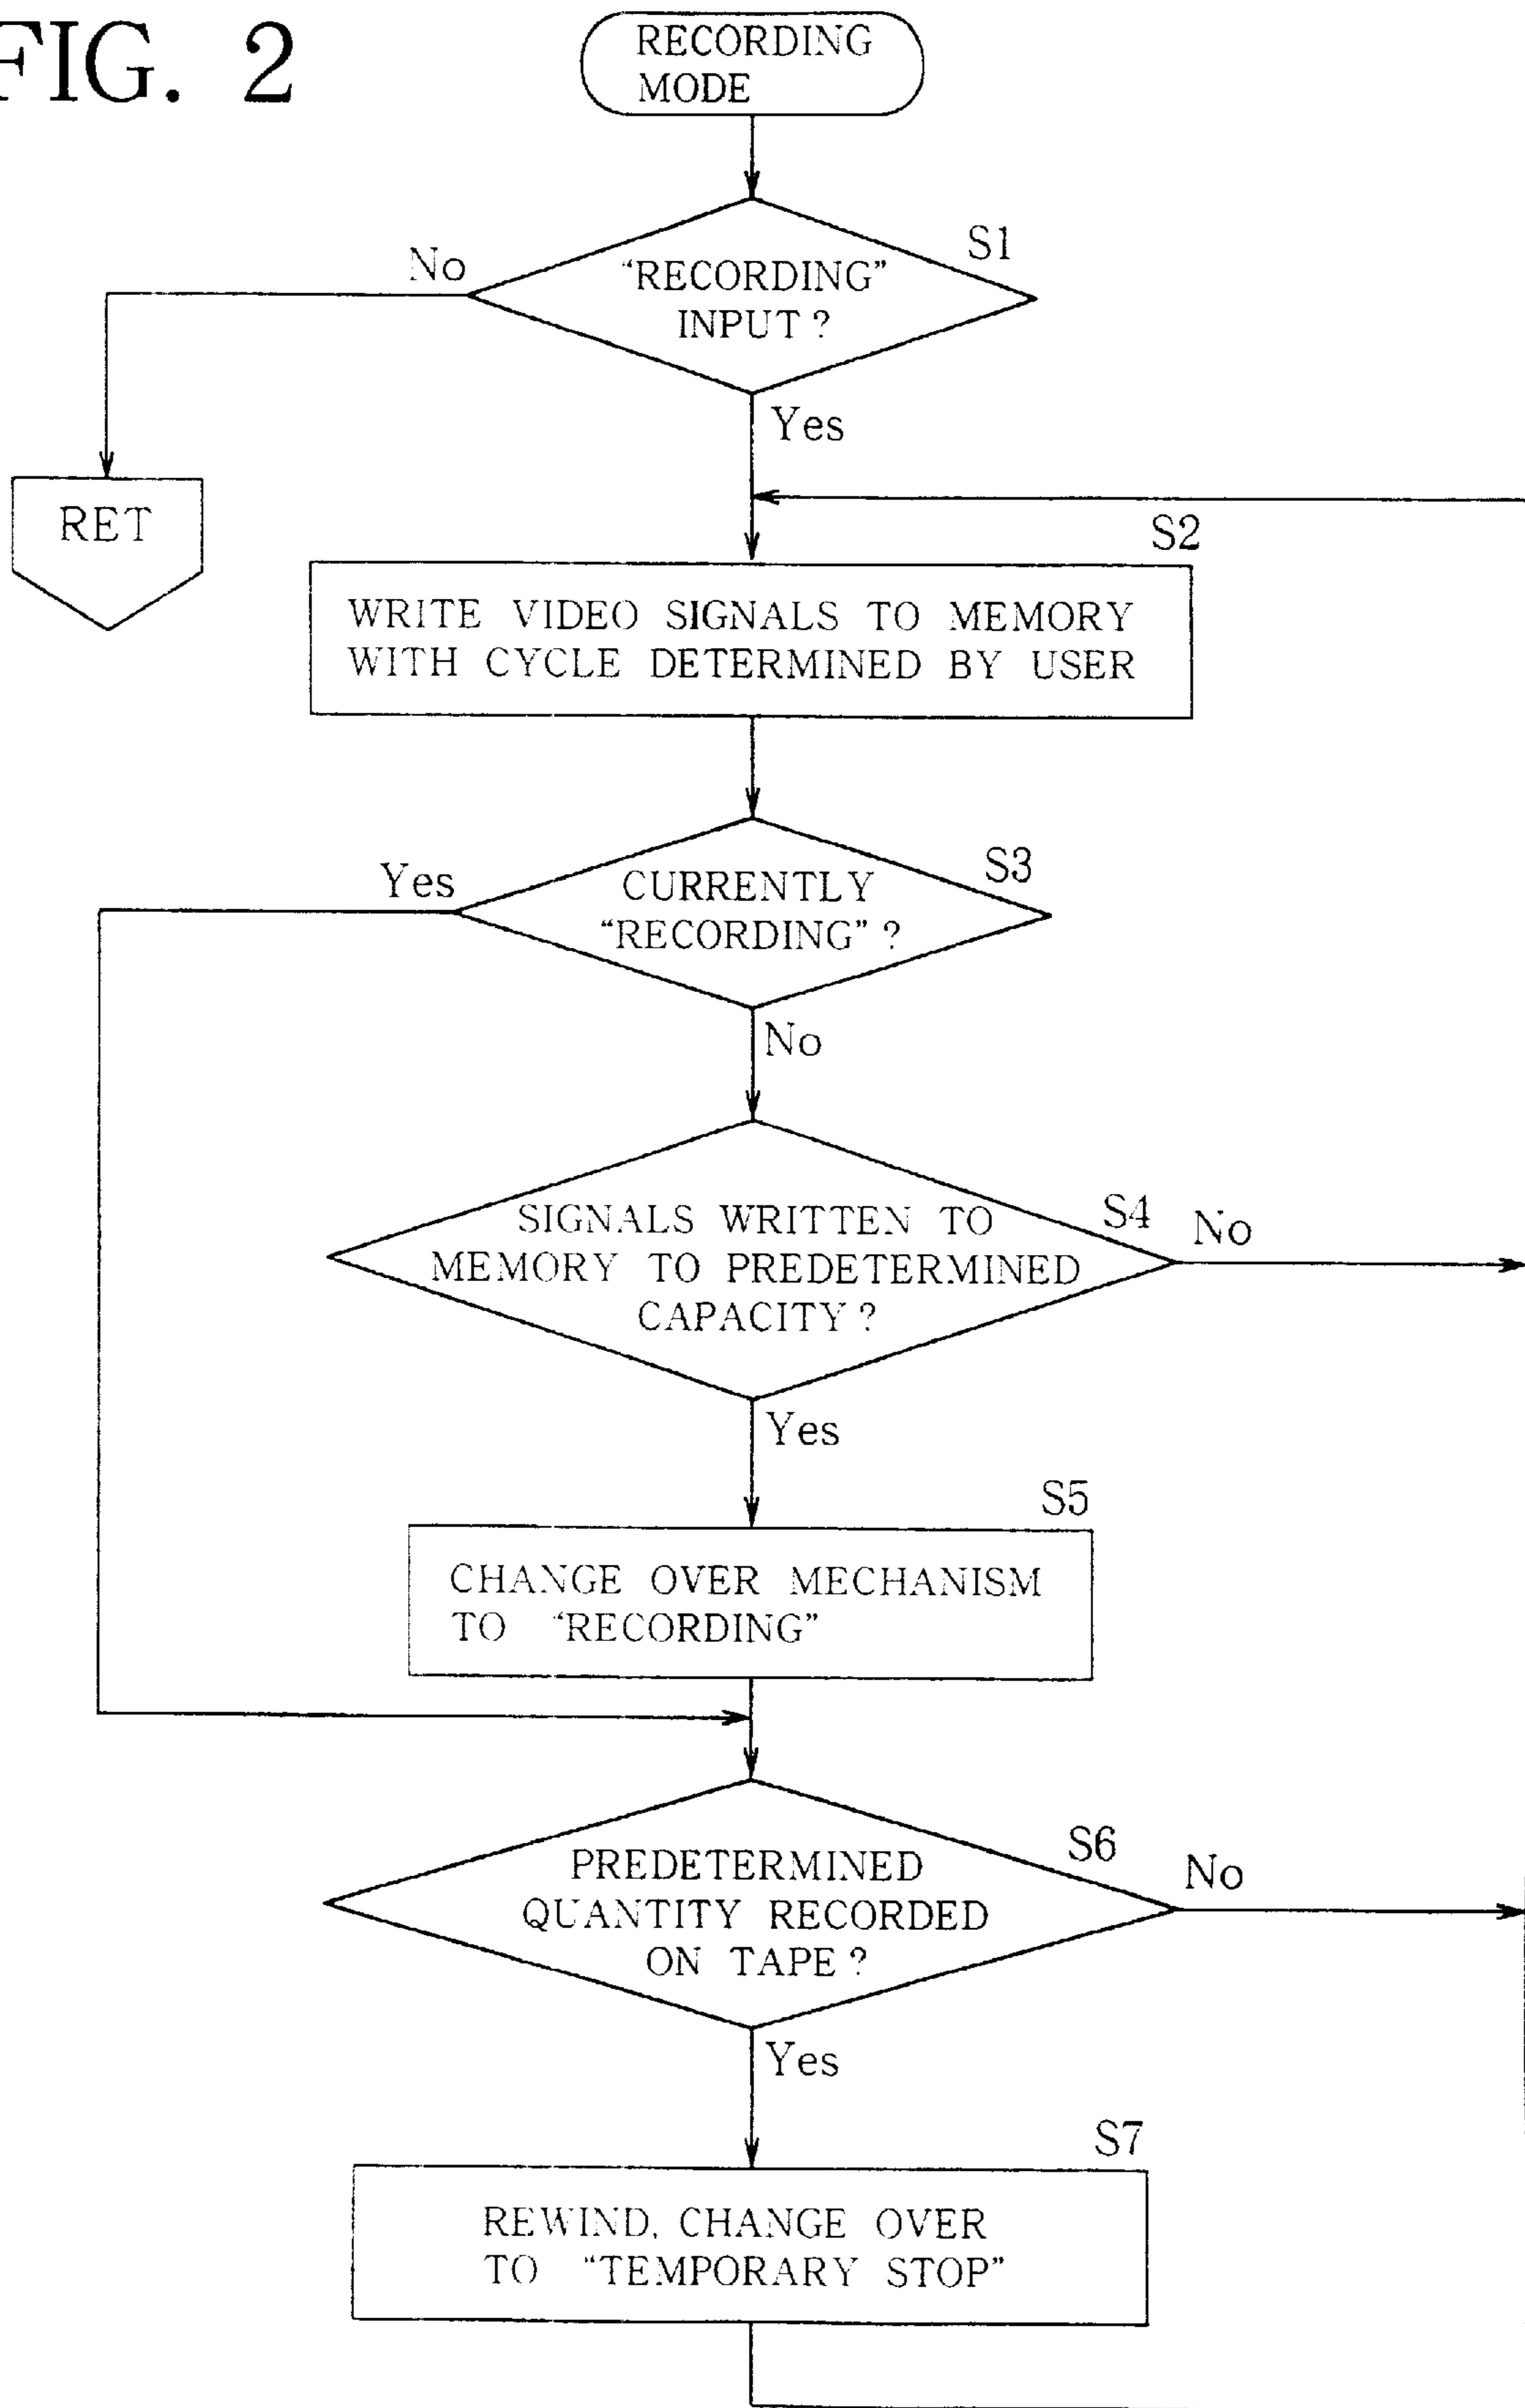 FIG. 2
RECORDING
MODE
S1
No
"RECORDING"
INPUT?
Yes
RET
S2
WRITE VIDEO SIGNALS TO MEMORY
WITH CYCLE DETERMINED BY USER
S3
Yes
CURRENTLY
"RECORDING"?
No
S4
No
SIGNALS WRITTEN TO
MEMORY TO PREDETERMINED
CAPACITY?
Yes
S5
CHANGE OVER MECHANISM
TO "RECORDING"
S6
No
PREDETERMINED
QUANTITY RECORDED
ON TAPE?
Yes
S7
REWIND, CHANGE OVER
TO "TEMPORARY STOP"